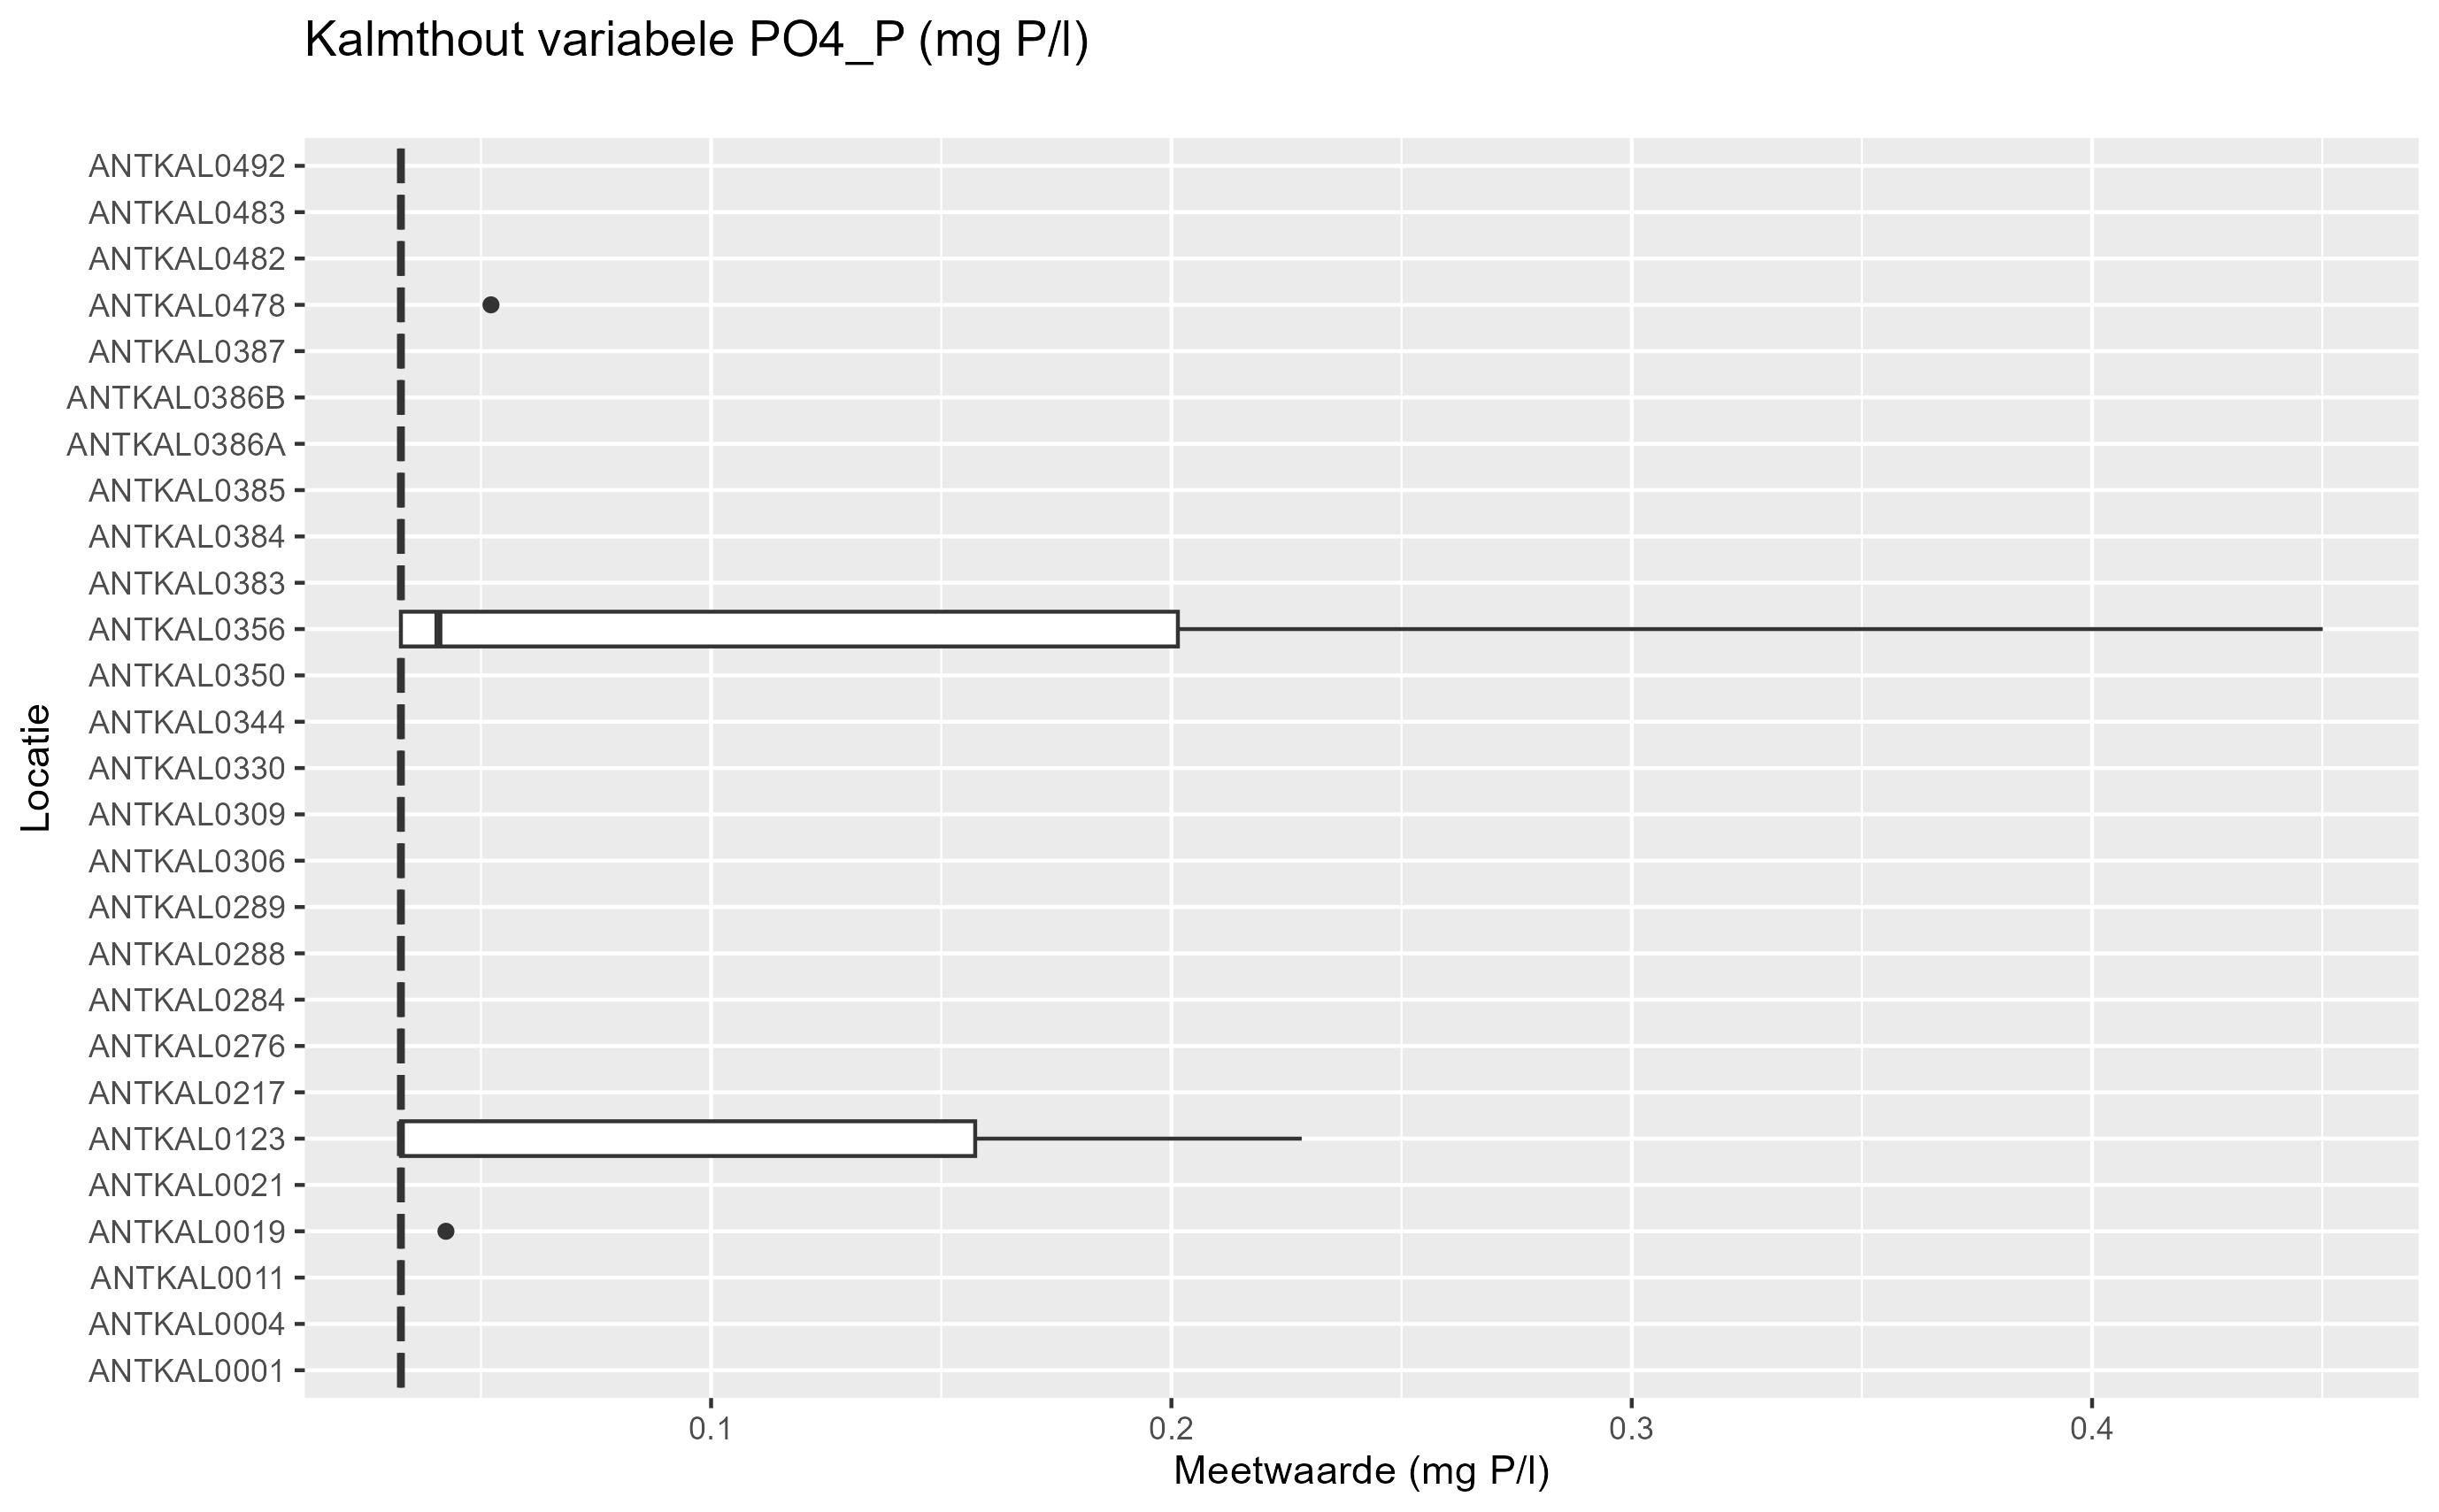 Kalmthout variabele PO4_P (mg P/l)
ANTKAL0492
ANTKAL0483
ANTKAL0482
ANTKAL0478
ANTKAL0387
ANTKAL0386B
ANTKAL0386A
ANTKAL0385
ANTKAL0384
ANTKAL0383
ANTKAL0356
ANTKAL0350
ANTKAL0344
ANTKAL0330
ANTKAL0309
ANTKAL0306
ANTKAL0289
ANTKAL0288
ANTKAL0284
ANTKAL0276
ANTKAL0217
ANTKAL0123
ANTKAL0021
ANTKAL0019
ANTKAL0011
ANTKAL0004
ANTKAL0001
Locatie
0.1 0.2 0.3 0.4
Meetwaarde (mg P/l)